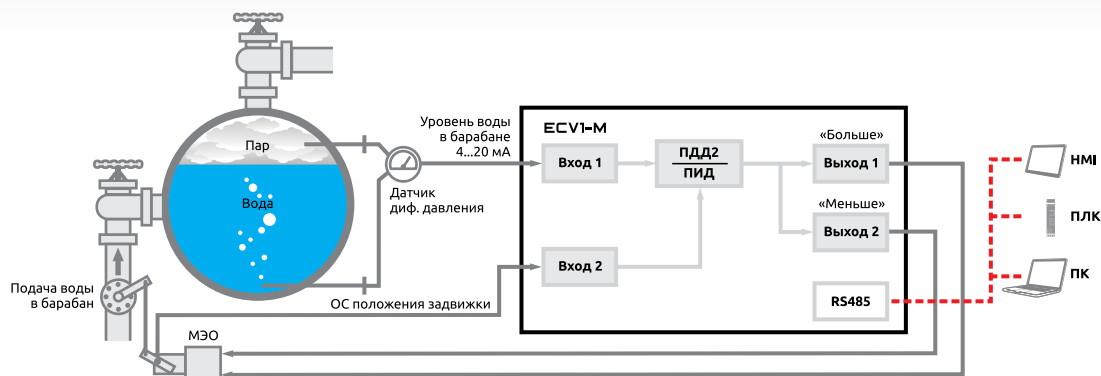 Пар
Вода
Подача воды
в барабан
МЭО
Датчик
диф. давления
Уровень воды
в барабане
4...20 мА
ОС положения задвижки
ECV1-M
Вход 1
Вход 2
ПДД2
ПИД
«Больше»
Выход 1
«Меньше»
Выход 2
RS485
HMI
ПЛК
ПК